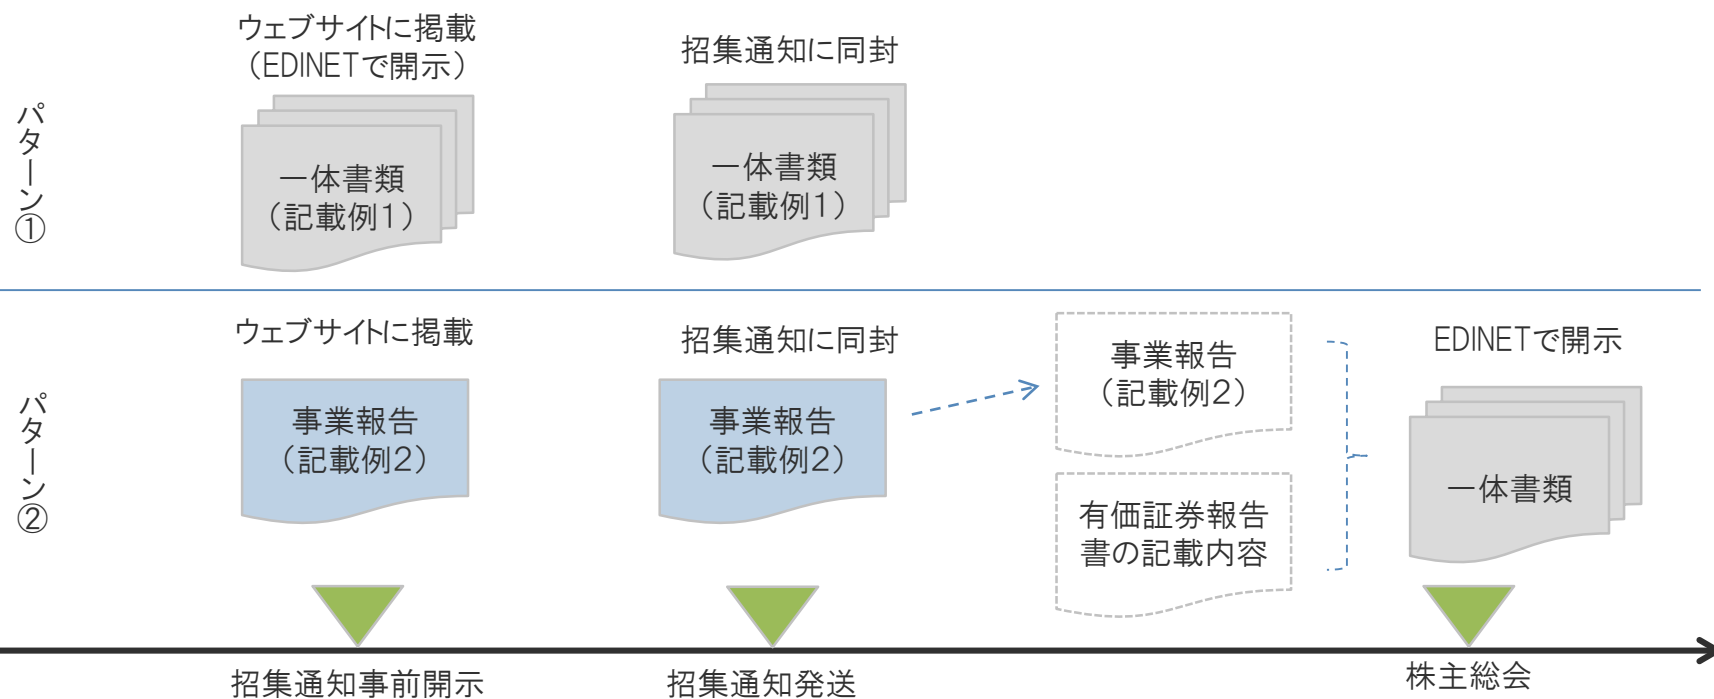 パターン①
ウェブサイトに掲載
（EDINETで開示）
一体書類
（記載例1）
招集通知に同封
一体書類
（記載例1）
パターン②
ウェブサイトに掲載
事業報告
（記載例2）
招集通知に同封
事業報告
（記載例2）
事業報告
（記載例2）
有価証券報告
書の記載内容
EDINETで開示
一体書類
招集通知事前開示
招集通知発送
株主総会